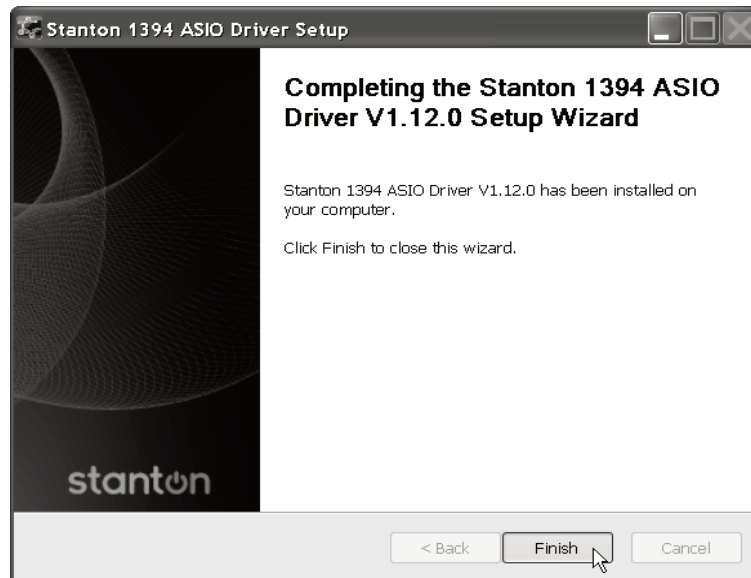 Stanton 1394 ASIO Driver Setup
Completing the Stanton 1394 ASIO
Driver V1.12.0 Setup Wizard
Stanton 1394 ASIO Driver V1.12.0 has been installed on
your computer.
Click Finish to close this wizard.
stanton
< Back
Finish
Cancel